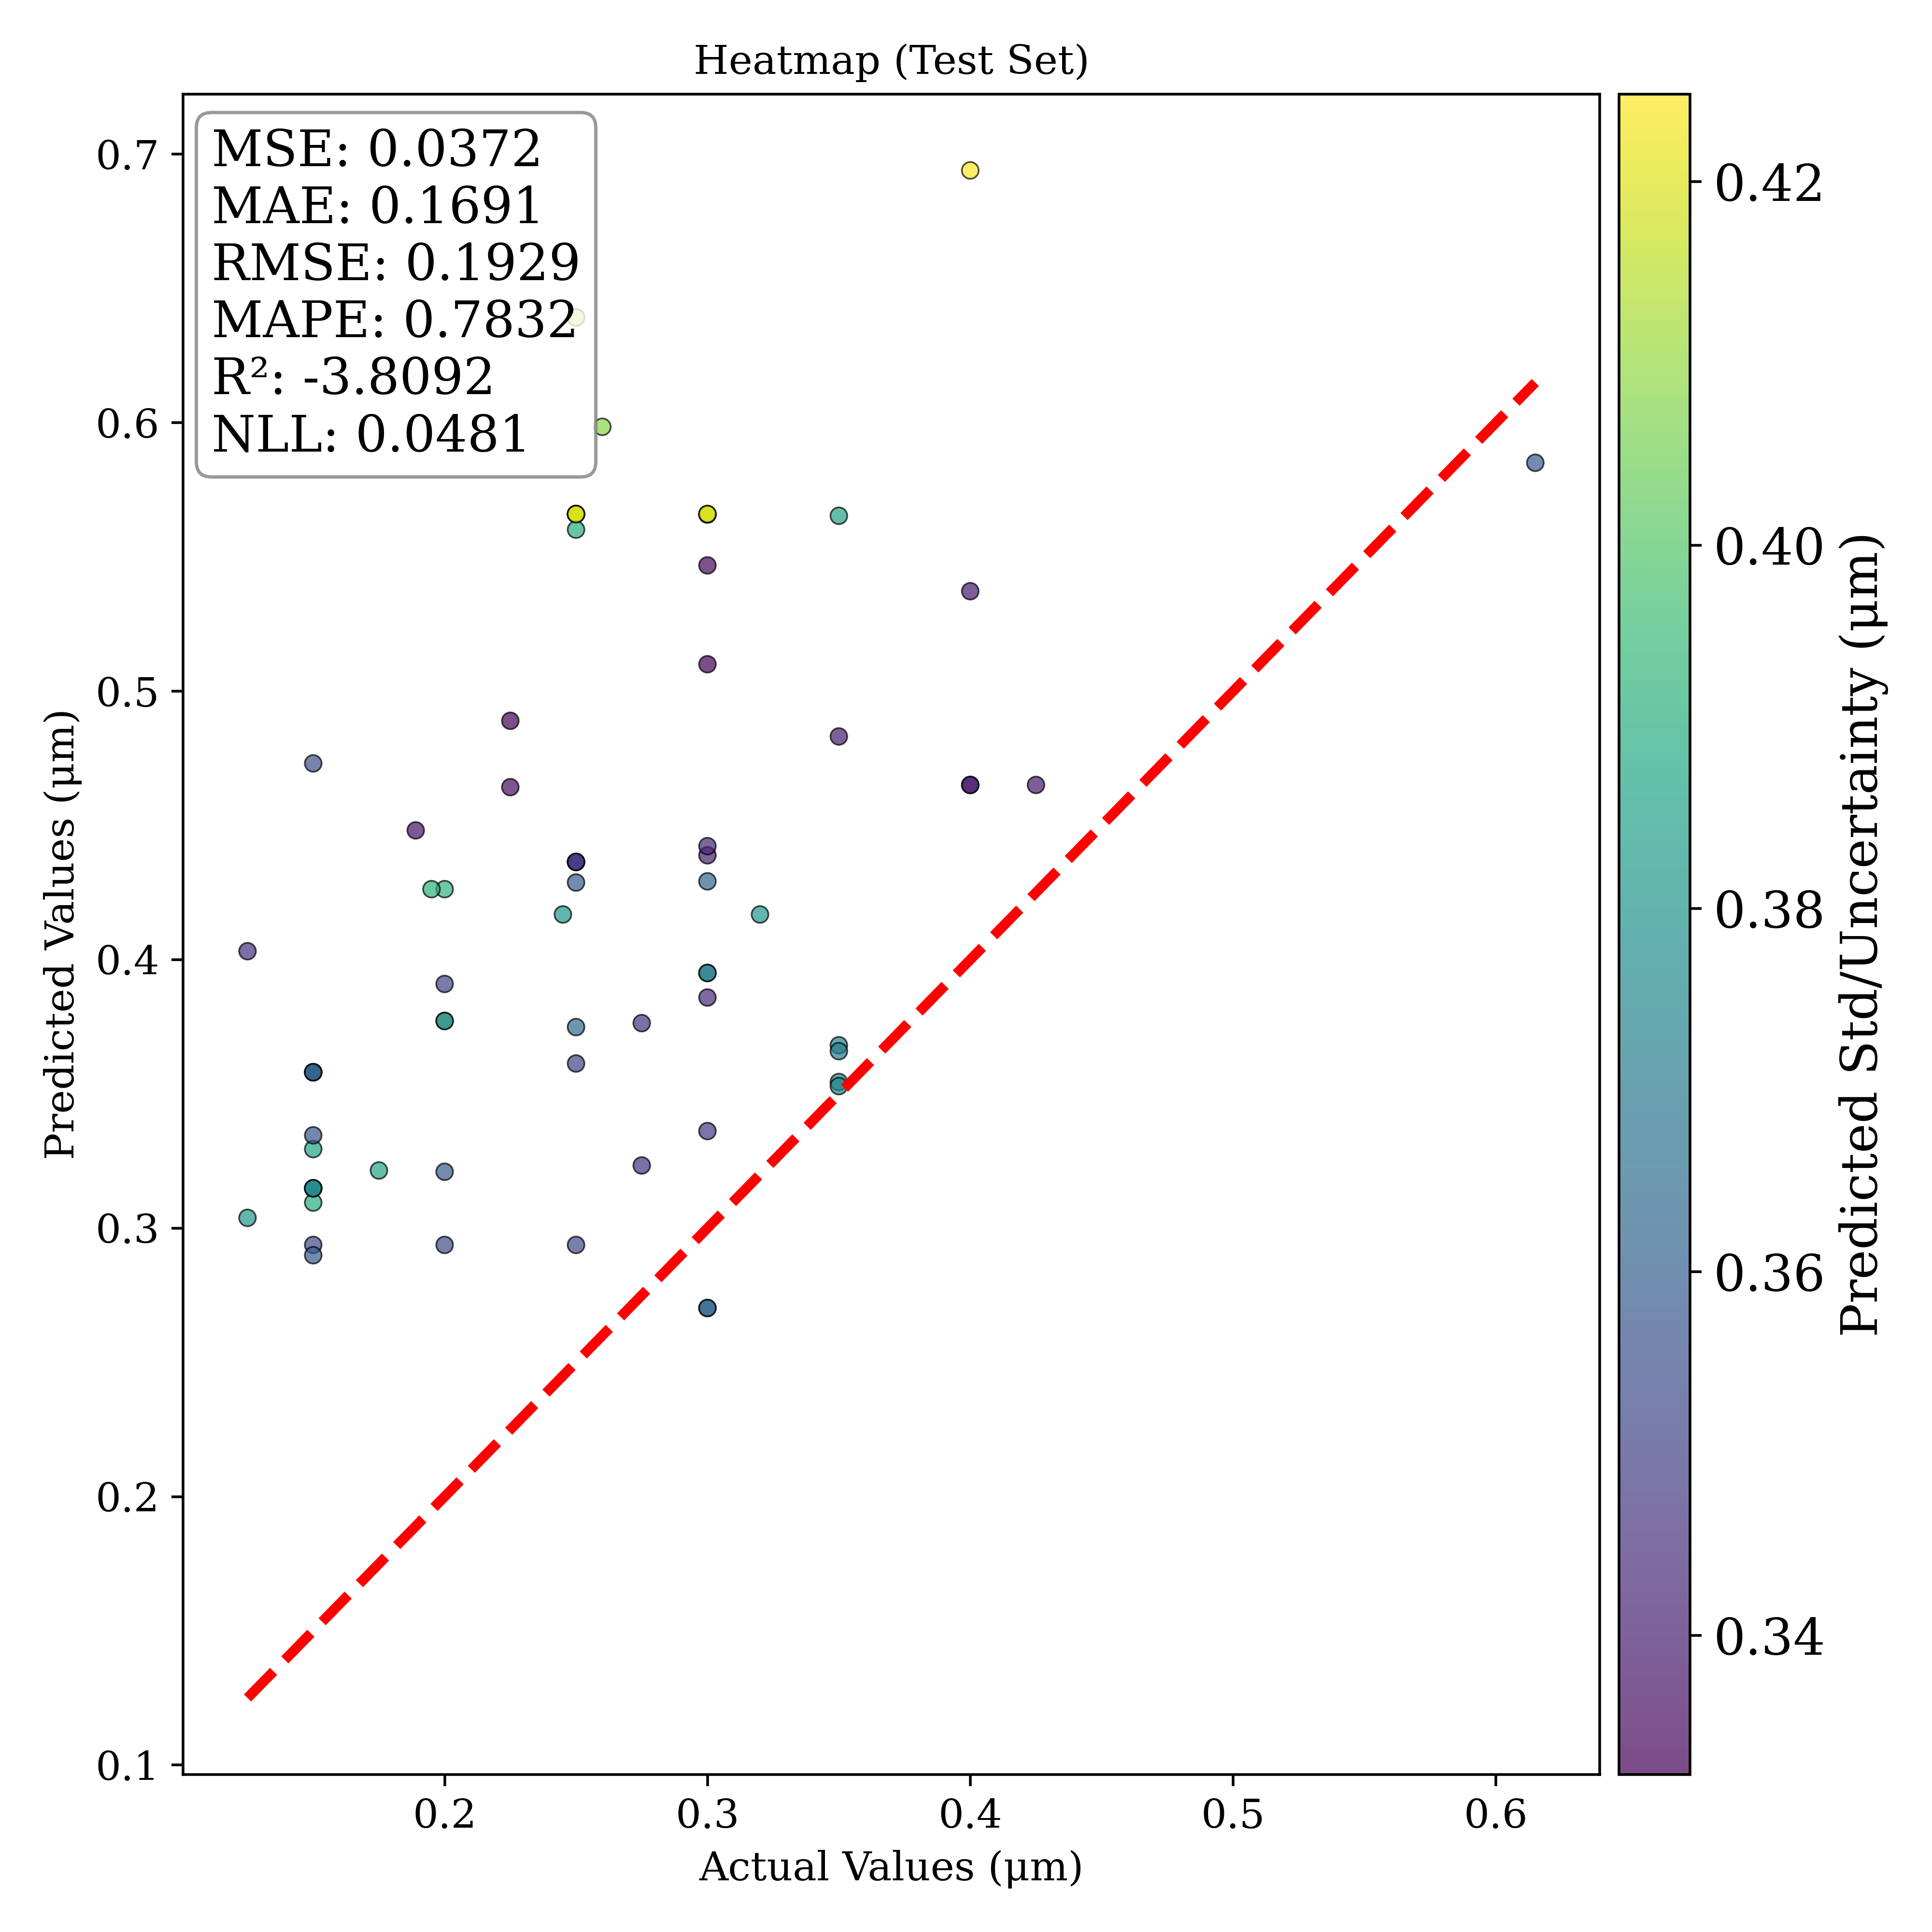 Heatmap (Test Set)
MSE: 0.0372
MAE: 0.1691
RMSE: 0.1929
MAPE: 0.7832
R²: -3.8092
NLL: 0.0481
0.7
0.6
0.5
0.4
0.3
0.2
0.1
Predicted Values (μm)
0.2
0.3
0.4
0.5
0.6
Actual Values (μm)
0.42
0.40
0.38
0.36
0.34
Predicted Std/Uncertainty (μm)